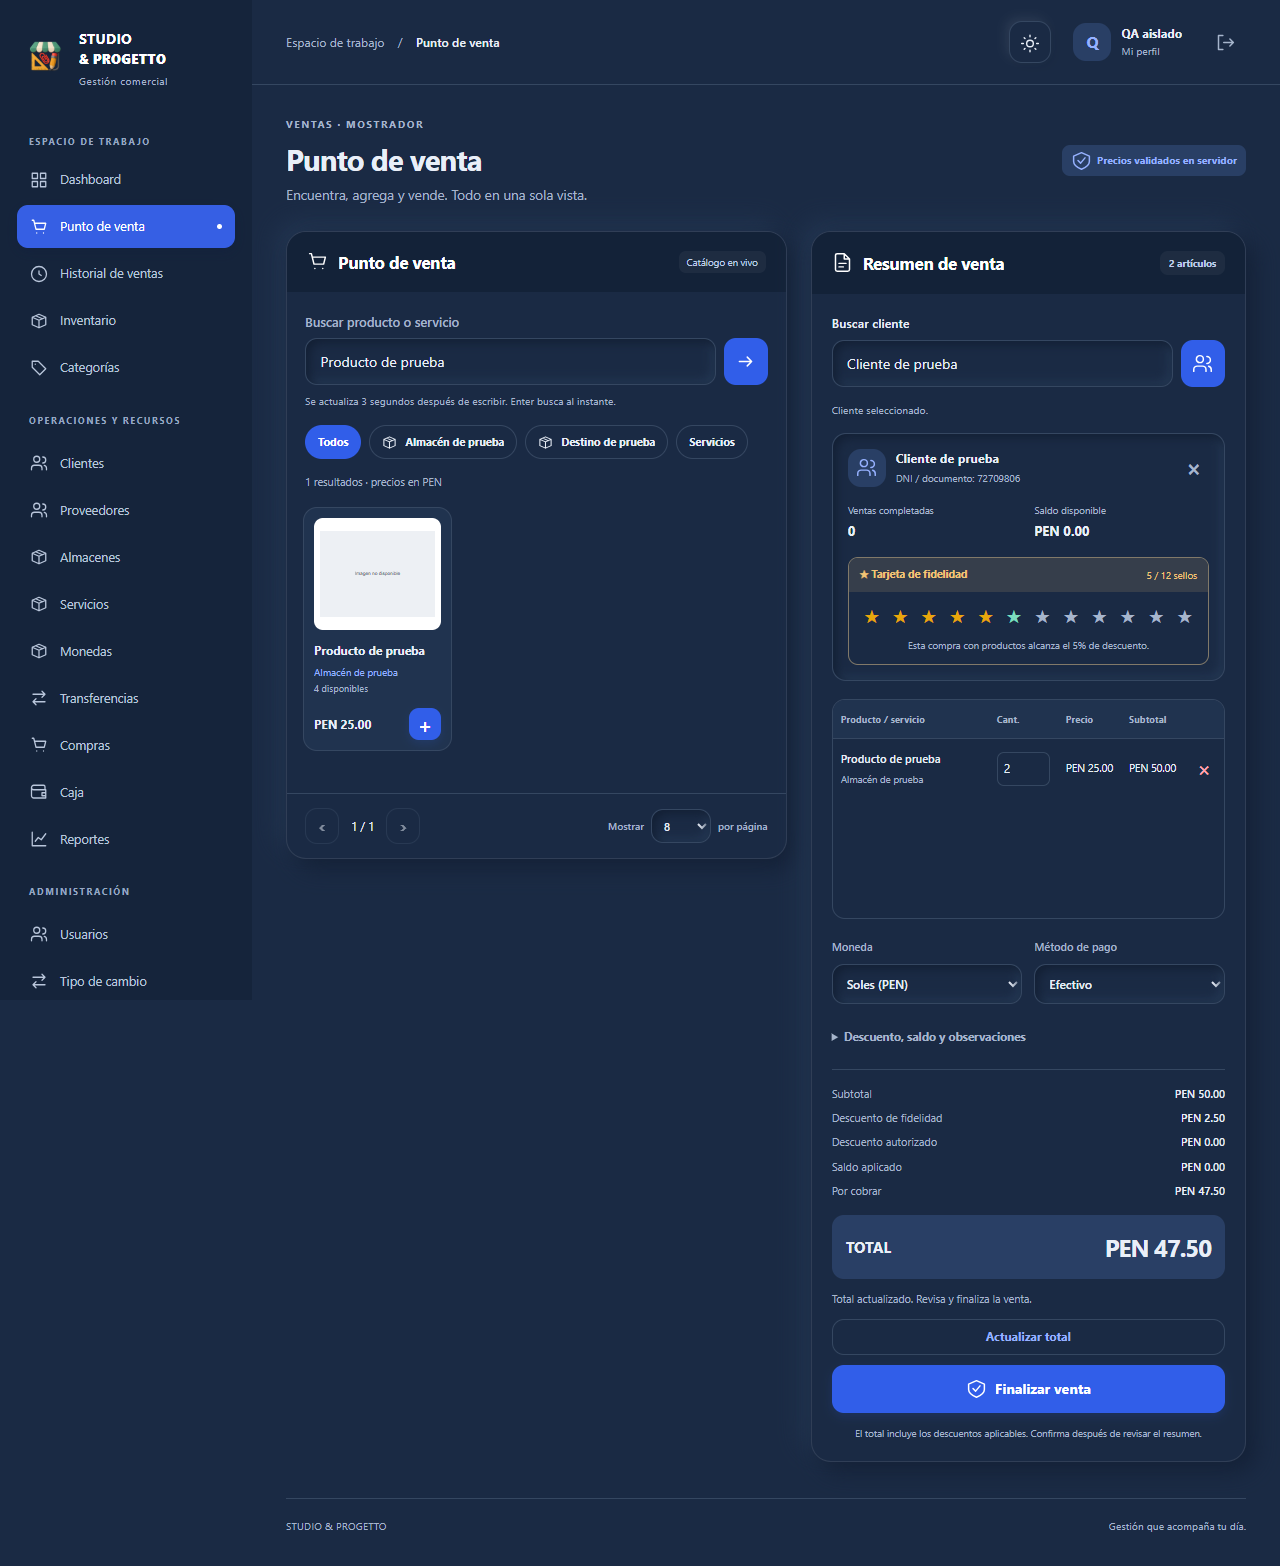 STUDIO
& PROGETTO
Gestión comercial
ESPACIO DE TRABAJO
Dashboard
Punto de venta
Historial de ventas
Inventario
Categorías
OPERACIONES Y RECURSOS
Clientes
Proveedores
Almacenes
Servicios
Monedas
Transferencias
Compras
Caja
Reportes
ADMINISTRACIÓN
Usuarios
Tipo de cambio
Espacio de trabajo / Punto de venta
Q
QA aislado
Mi perfil
VENTAS · MOSTRADOR
Punto de venta
Encuentra, agrega y vende. Todo en una sola vista.
Precios validados en servidor
Punto de venta
Catálogo en vivo
Buscar producto o servicio
Producto de prueba
Se actualiza 3 segundos después de escribir. Enter busca al instante.
Todos
Almacén de prueba
Destino de prueba
Servicios
1 resultados · precios en PEN
Imagen no disponible
Producto de prueba
Almacén de prueba
4 disponibles
PEN 25.00
+
‹ 1 / 1 ›
Mostrar 8 por página
Resumen de venta
2 artículos
Buscar cliente
Cliente de prueba
Cliente seleccionado.
Cliente de prueba
DNI / documento: 72709806
×
Ventas completadas
0
Saldo disponible
PEN 0.00
★ Tarjeta de fidelidad
5 / 12 sellos
★ ★ ★ ★ ★ ★ ★ ★ ★ ★ ★ ★
Esta compra con productos alcanza el 5% de descuento.
Producto / servicio Cant. Precio Subtotal
Producto de prueba
Almacén de prueba
2 PEN 25.00 PEN 50.00 ×
Moneda
Soles (PEN)
Método de pago
Efectivo
Descuento, saldo y observaciones
Subtotal PEN 50.00
Descuento de fidelidad PEN 2.50
Descuento autorizado PEN 0.00
Saldo aplicado PEN 0.00
Por cobrar PEN 47.50
TOTAL PEN 47.50
Total actualizado. Revisa y finaliza la venta.
Actualizar total
Finalizar venta
El total incluye los descuentos aplicables. Confirma después de revisar el resumen.
STUDIO & PROGETTO
Gestión que acompaña tu día.